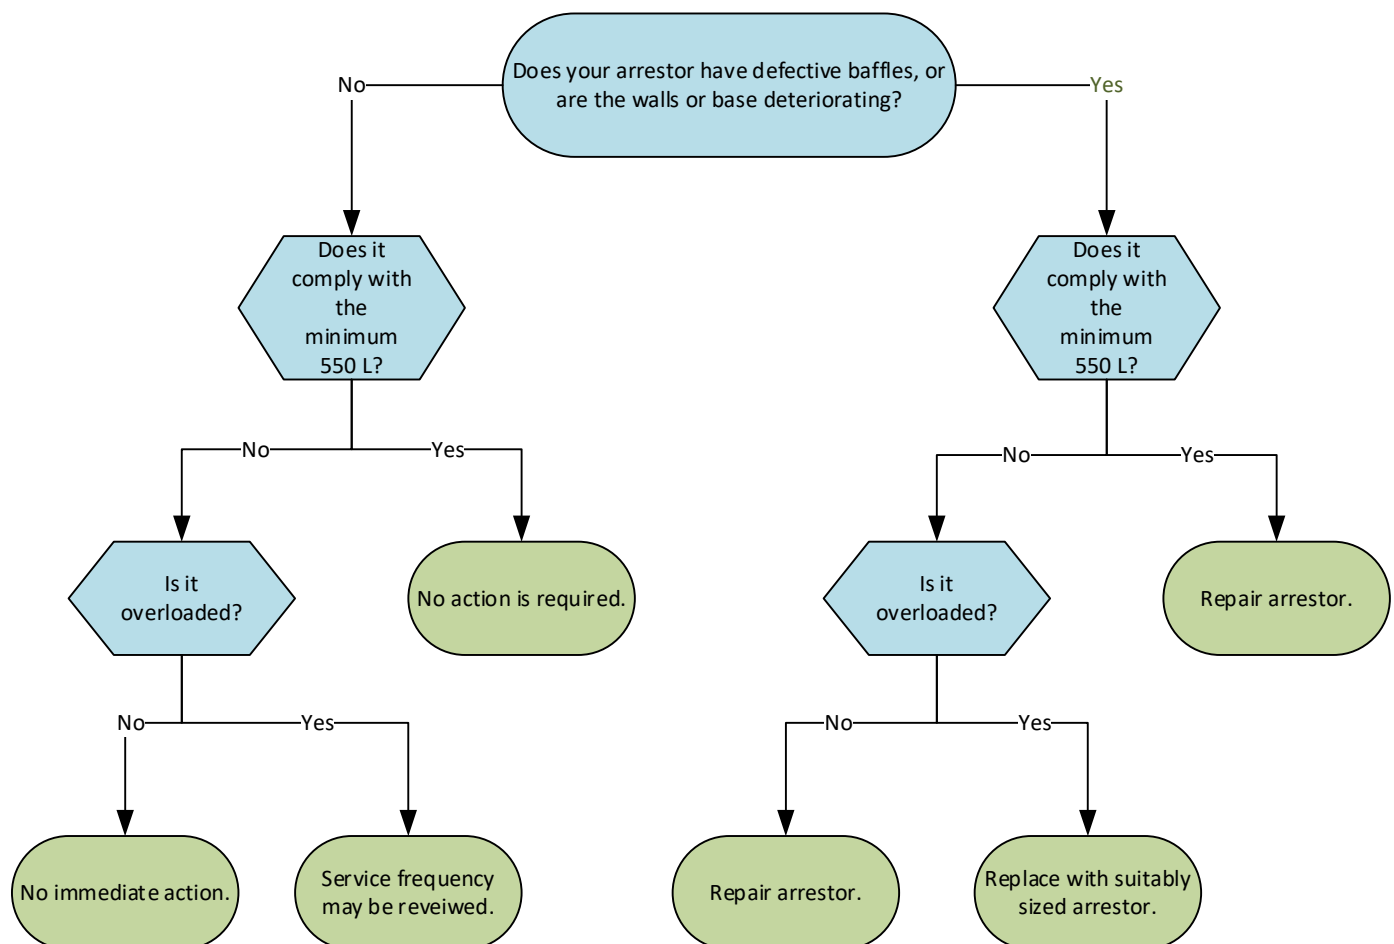 Does your arrestor have defective baffles, or
are the walls or base deteriorating?
No
Yes
Does it
comply with
the
minimum
550 L?
Does it
comply with
the
minimum
550 L?
No
Yes
No
Yes
Is it
overloaded?
No action is required.
Is it
overloaded?
Repair arrestor.
No
Yes
No
Yes
No immediate action.
Service frequency
may be reveiwed.
Repair arrestor.
Replace with suitably
sized arrestor.